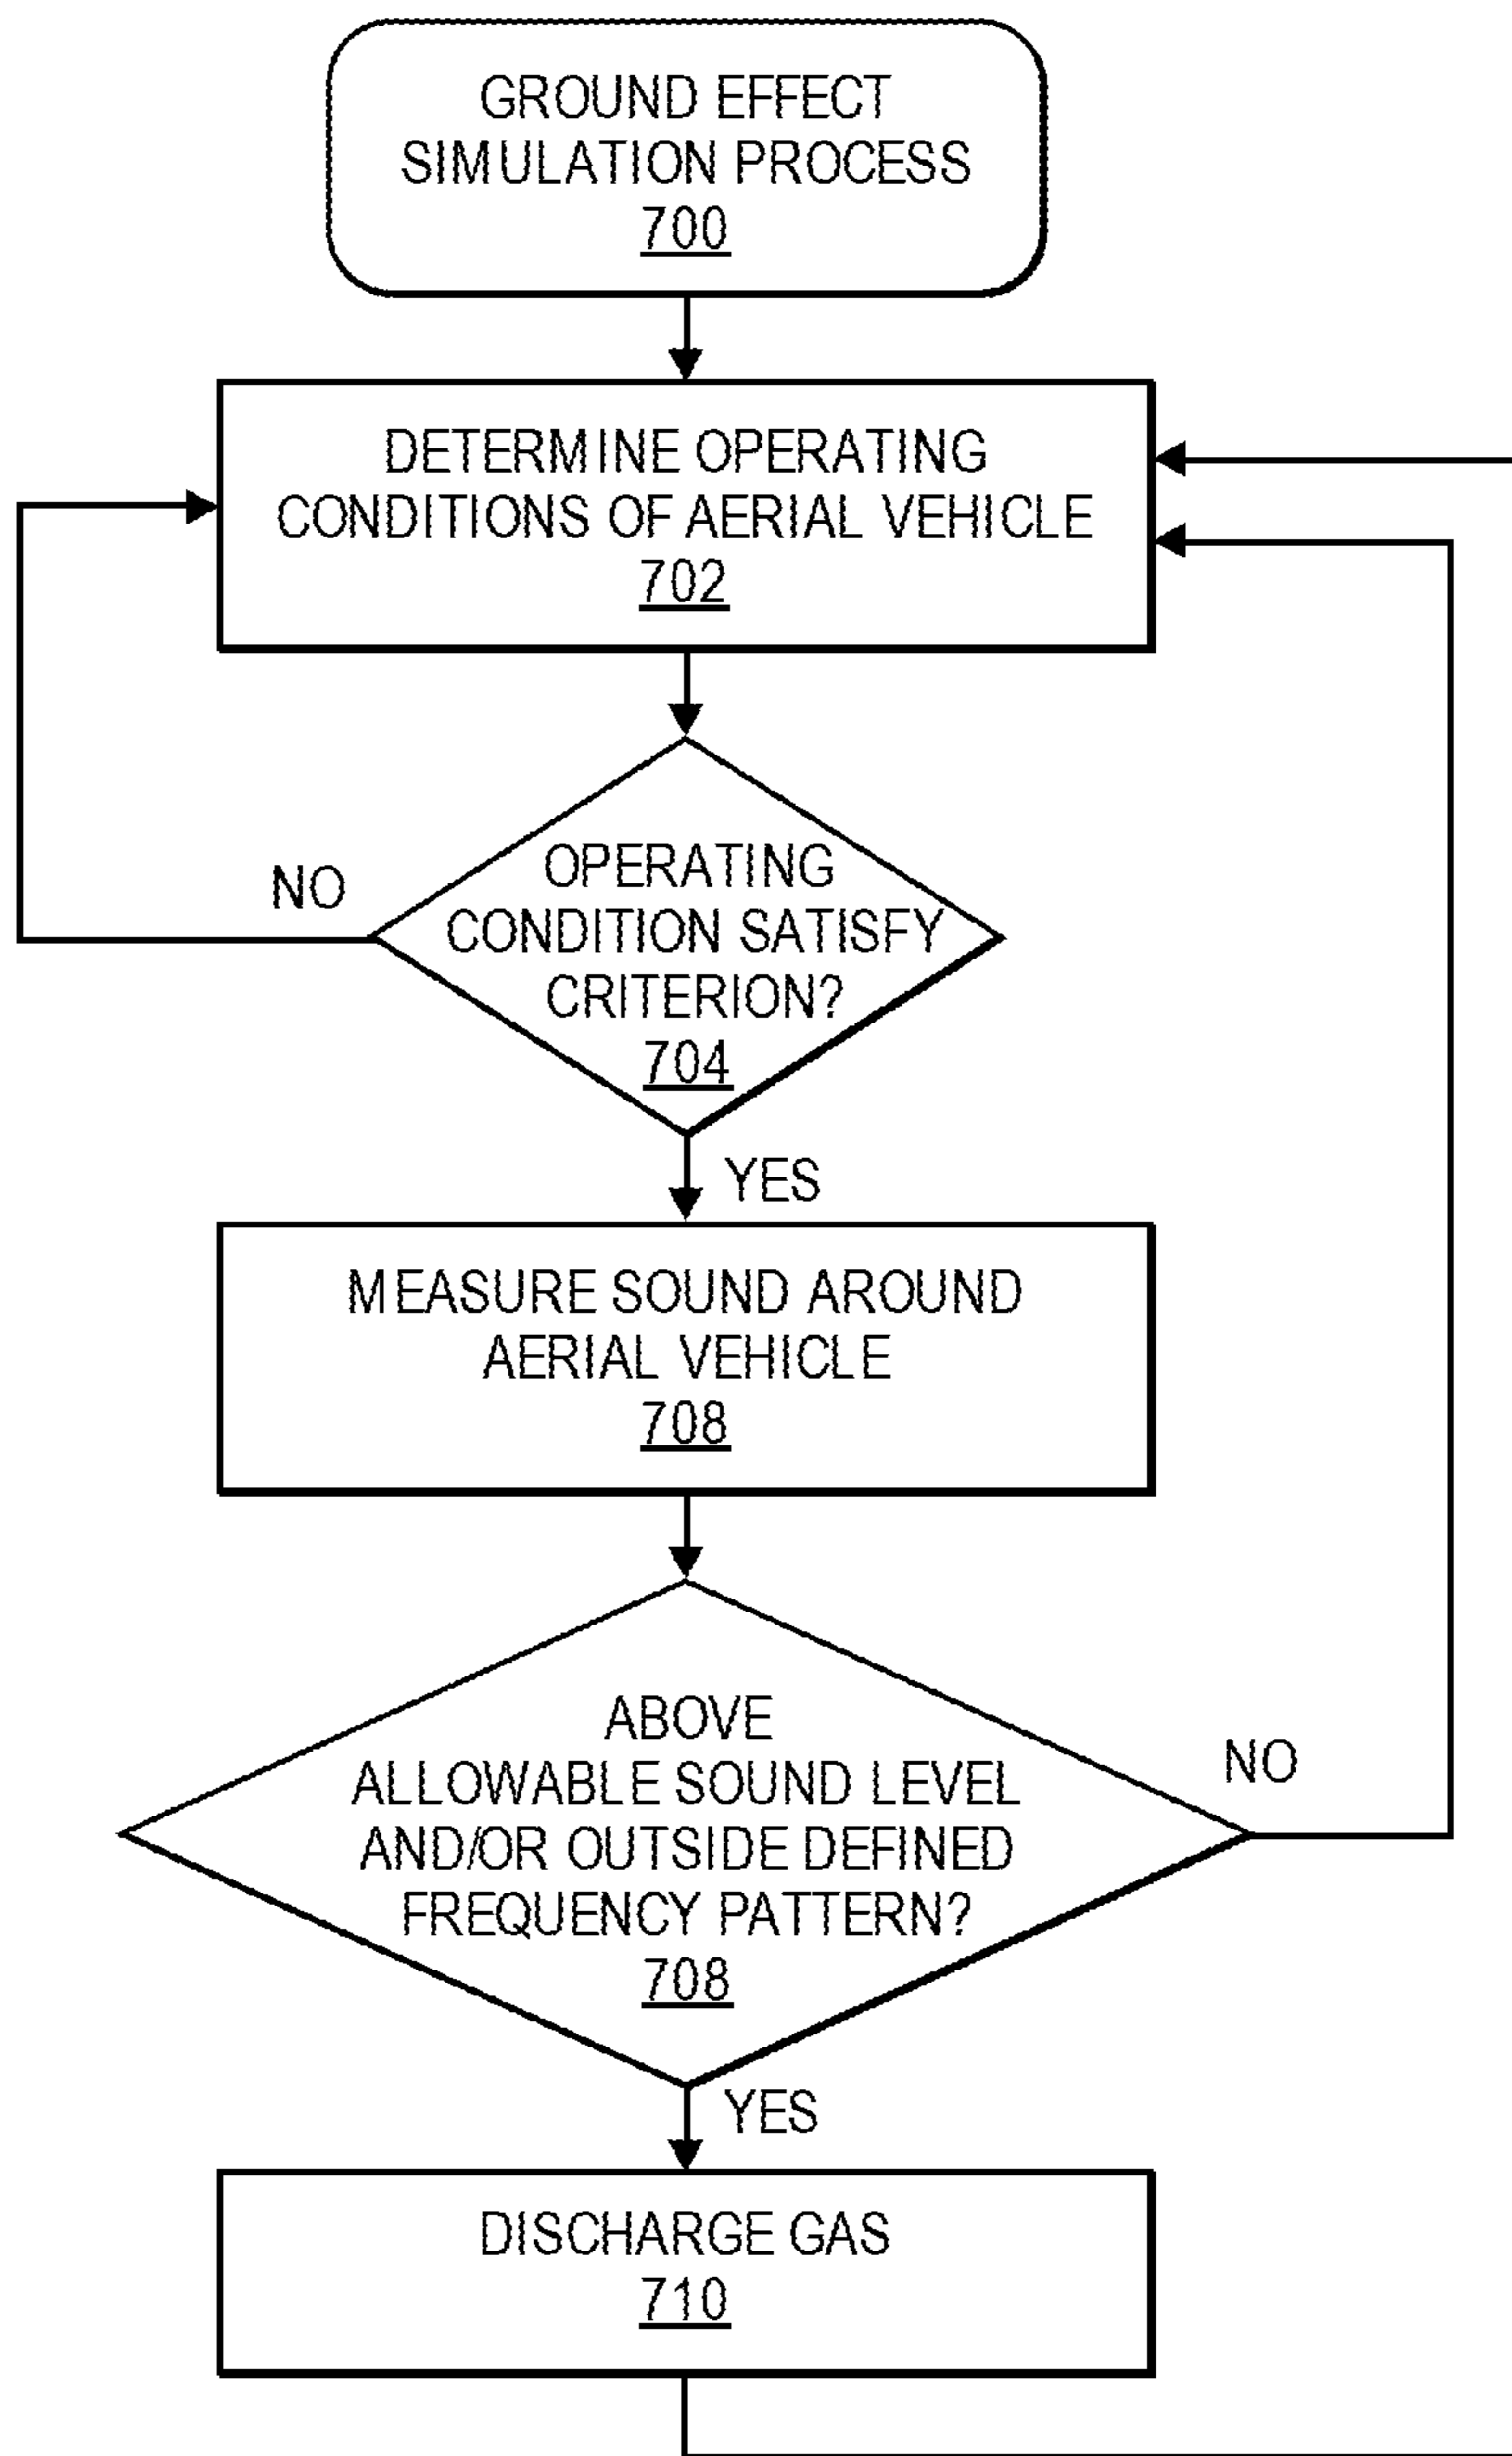 GROUND EFFECT
SIMULATION PROCESS
700
DETERMINE OPERATING
CONDITIONS OF AERIAL VEHICLE
702
OPERATING
CONDITION SATISFY
CRITERION?
704
NO
YES
MEASURE SOUND AROUND
AERIAL VEHICLE
708
ABOVE
ALLOWABLE SOUND LEVEL
AND/OR OUTSIDE DEFINED
FREQUENCY PATTERN?
708
NO
YES
DISCHARGE GAS
710